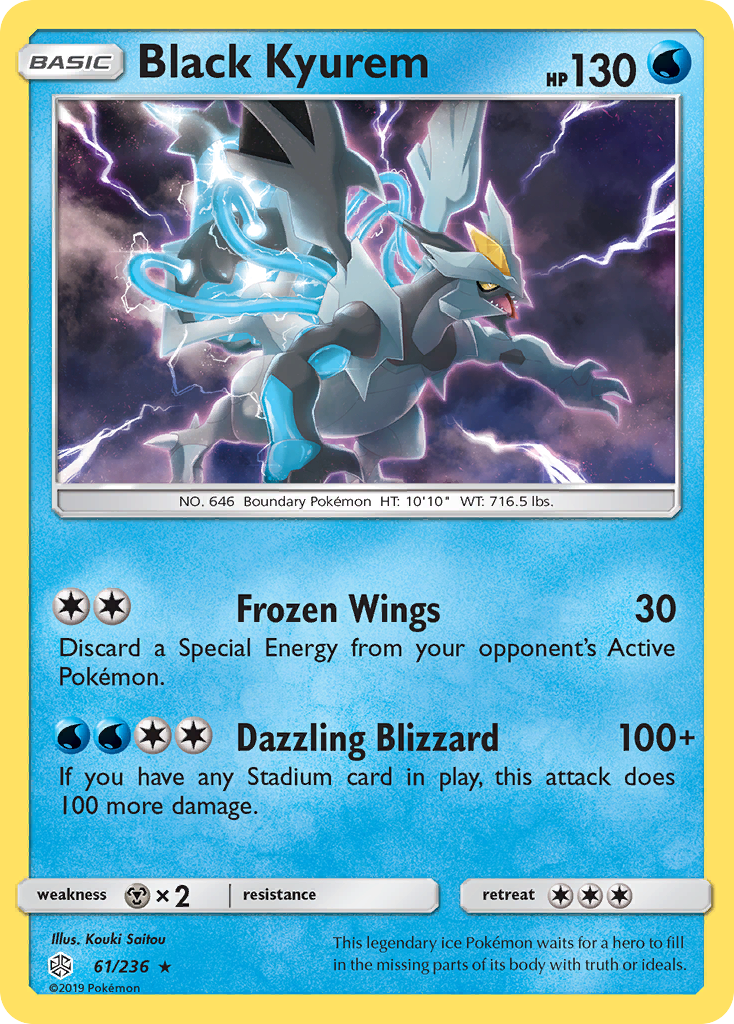 BASIC Black Kyurem HP 130
NO. 646 Boundary Pokémon HT: 10'10" WT: 716.5 lbs.
Frozen Wings 30
Discard a Special Energy from your opponent's Active
Pokémon.
Dazzling Blizzard 100+
If you have any Stadium card in play, this attack does
100 more damage.
weakness ×2 resistance retreat
Illus. Kouki Saitou
61/236 ★
©2019 Pokémon
This legendary ice Pokémon waits for a hero to fill
in the missing parts of its body with truth or ideals.